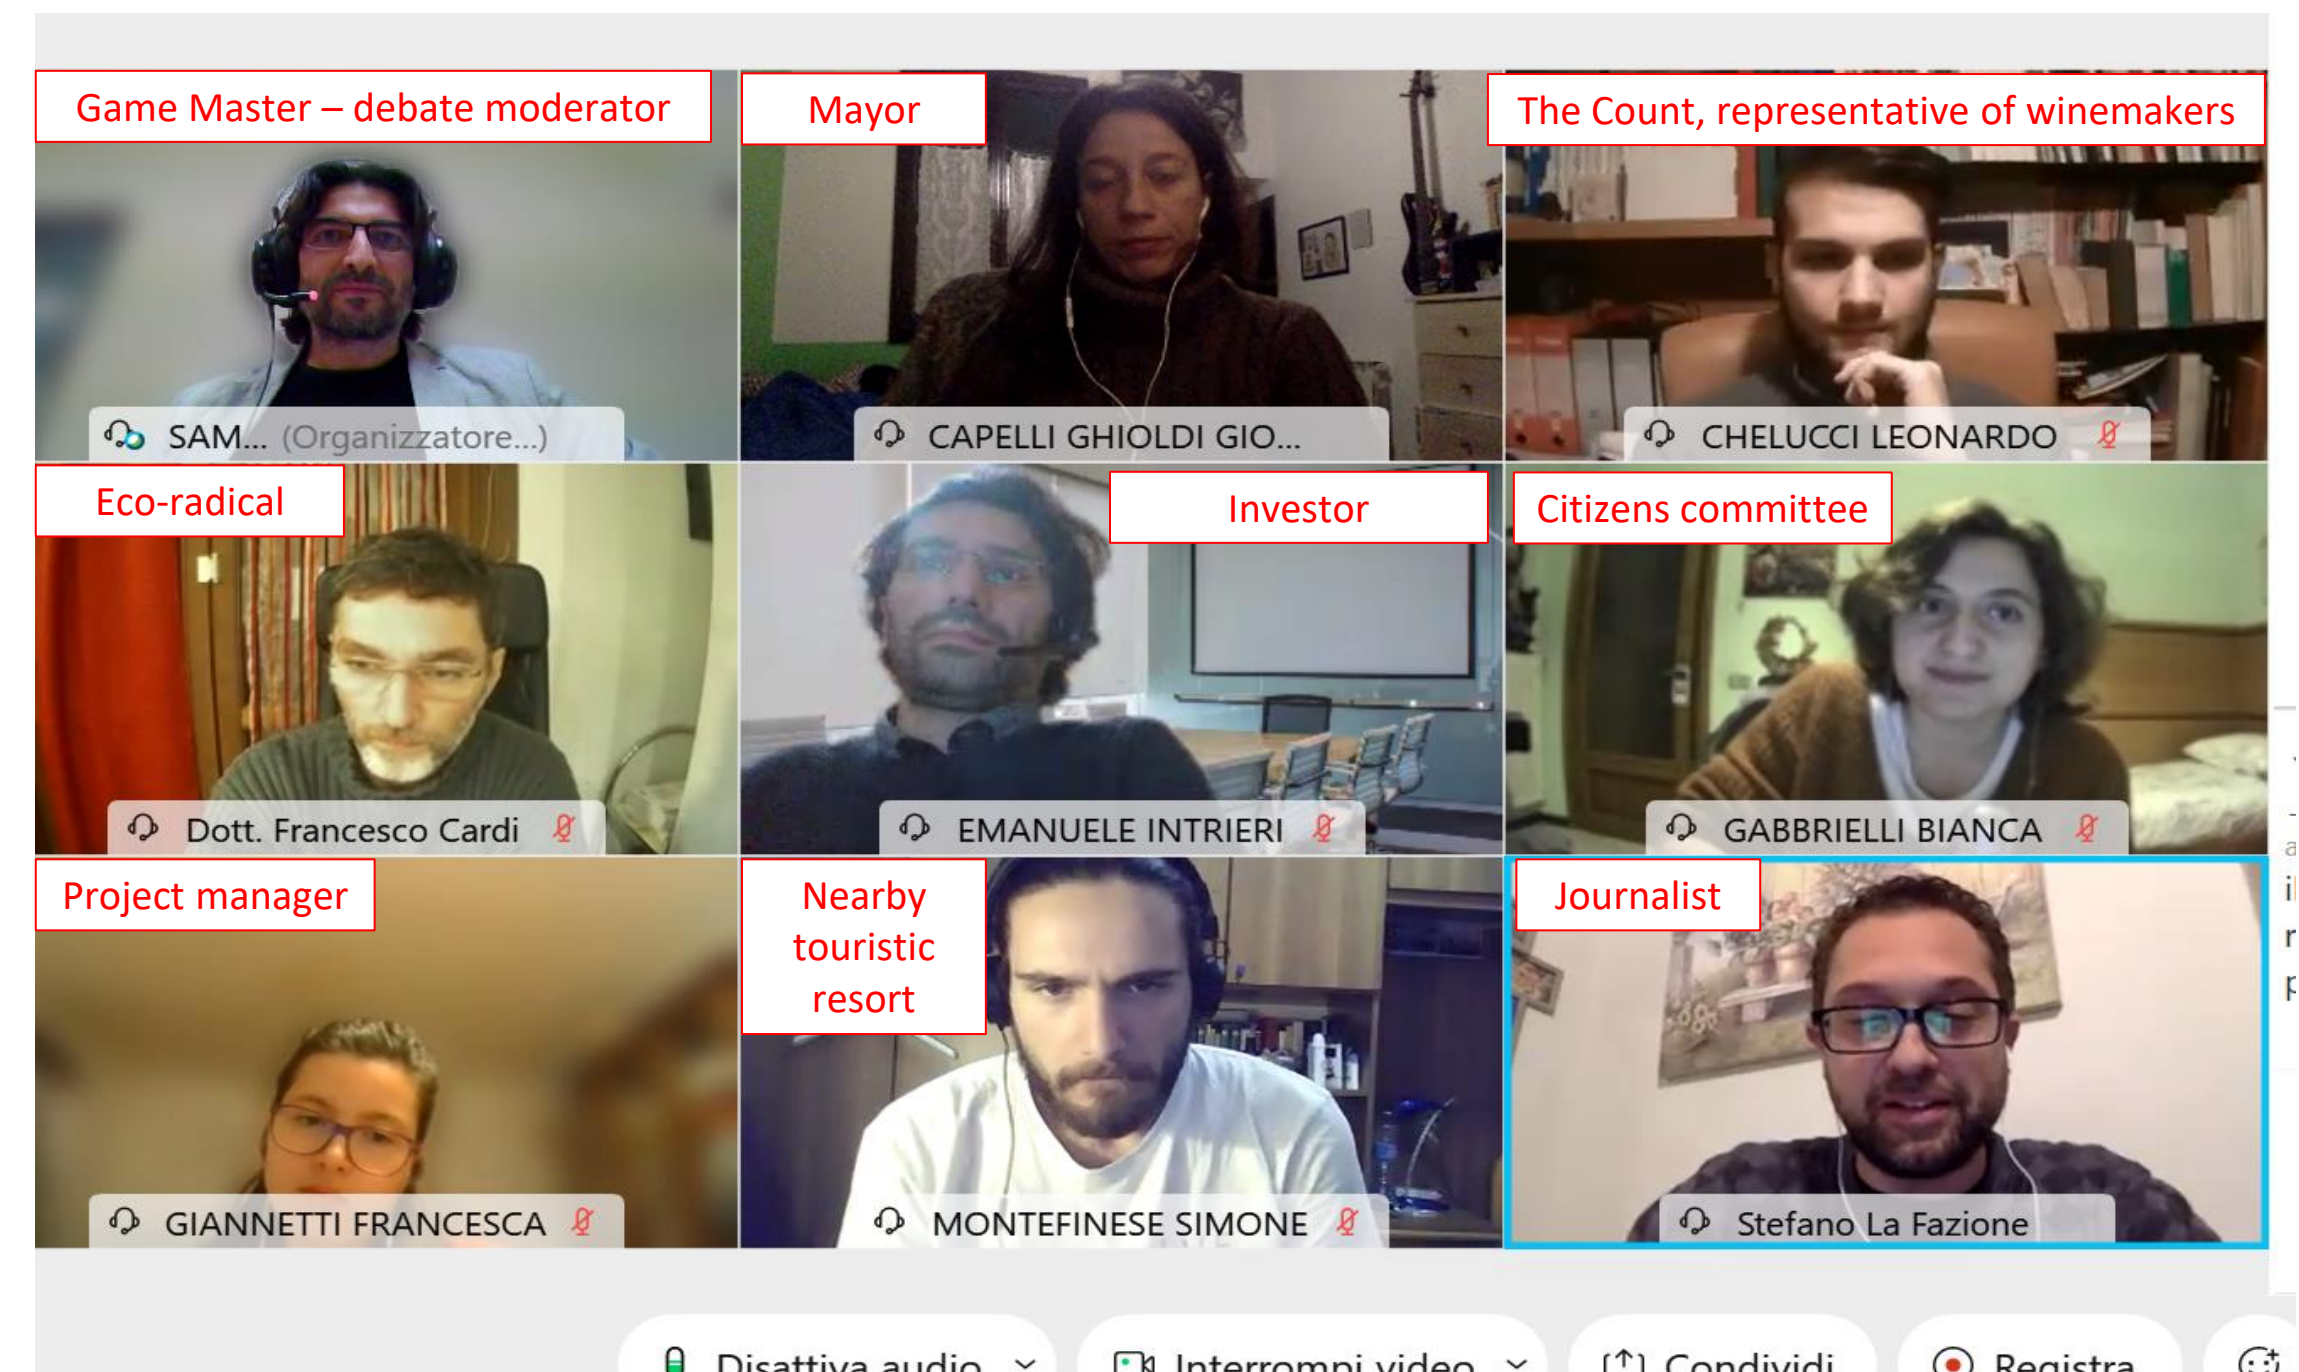 Game Master – debate moderator
Mayor
The Count, representative of winemakers
SAM... (Organizzatore...)
CAPELLI GHIOLDI GIO...
CHELUCCI LEONARDO
Eco-radical
Investor
Citizens committee
Dott. Francesco Cardi
EMANUELE INTRIERI
GABBRIELLI BIANCA
Project manager
Nearby
touristic
resort
Journalist
GIANNETTI FRANCESCA
MONTEFINESE SIMONE
Stefano La Fazione
Disattiva audio
Interrompi video
Condividi
Registra